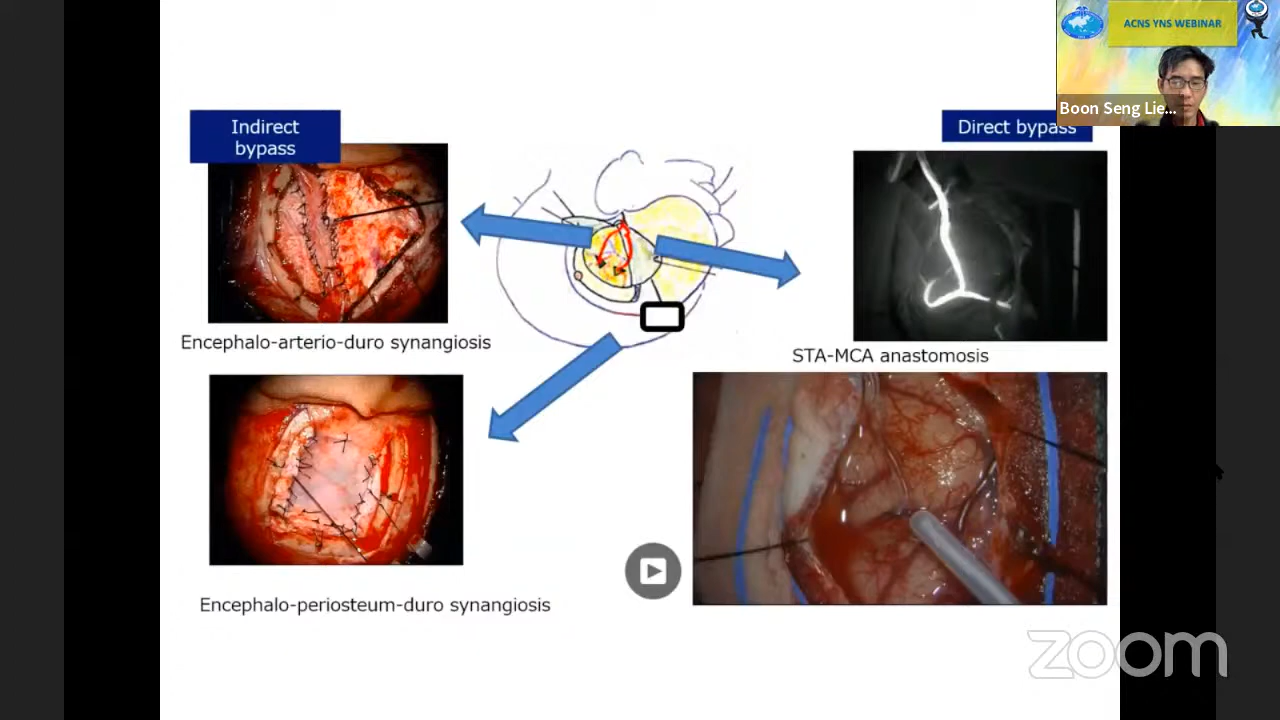 ACNS YNS WEBINAR
Boon Seng Lie...
Indirect
bypass
Direct bypass
Encephalo-arterio-duro synangiosis
STA-MCA anastomosis
Encephalo-periosteum-duro synangiosis
zoom